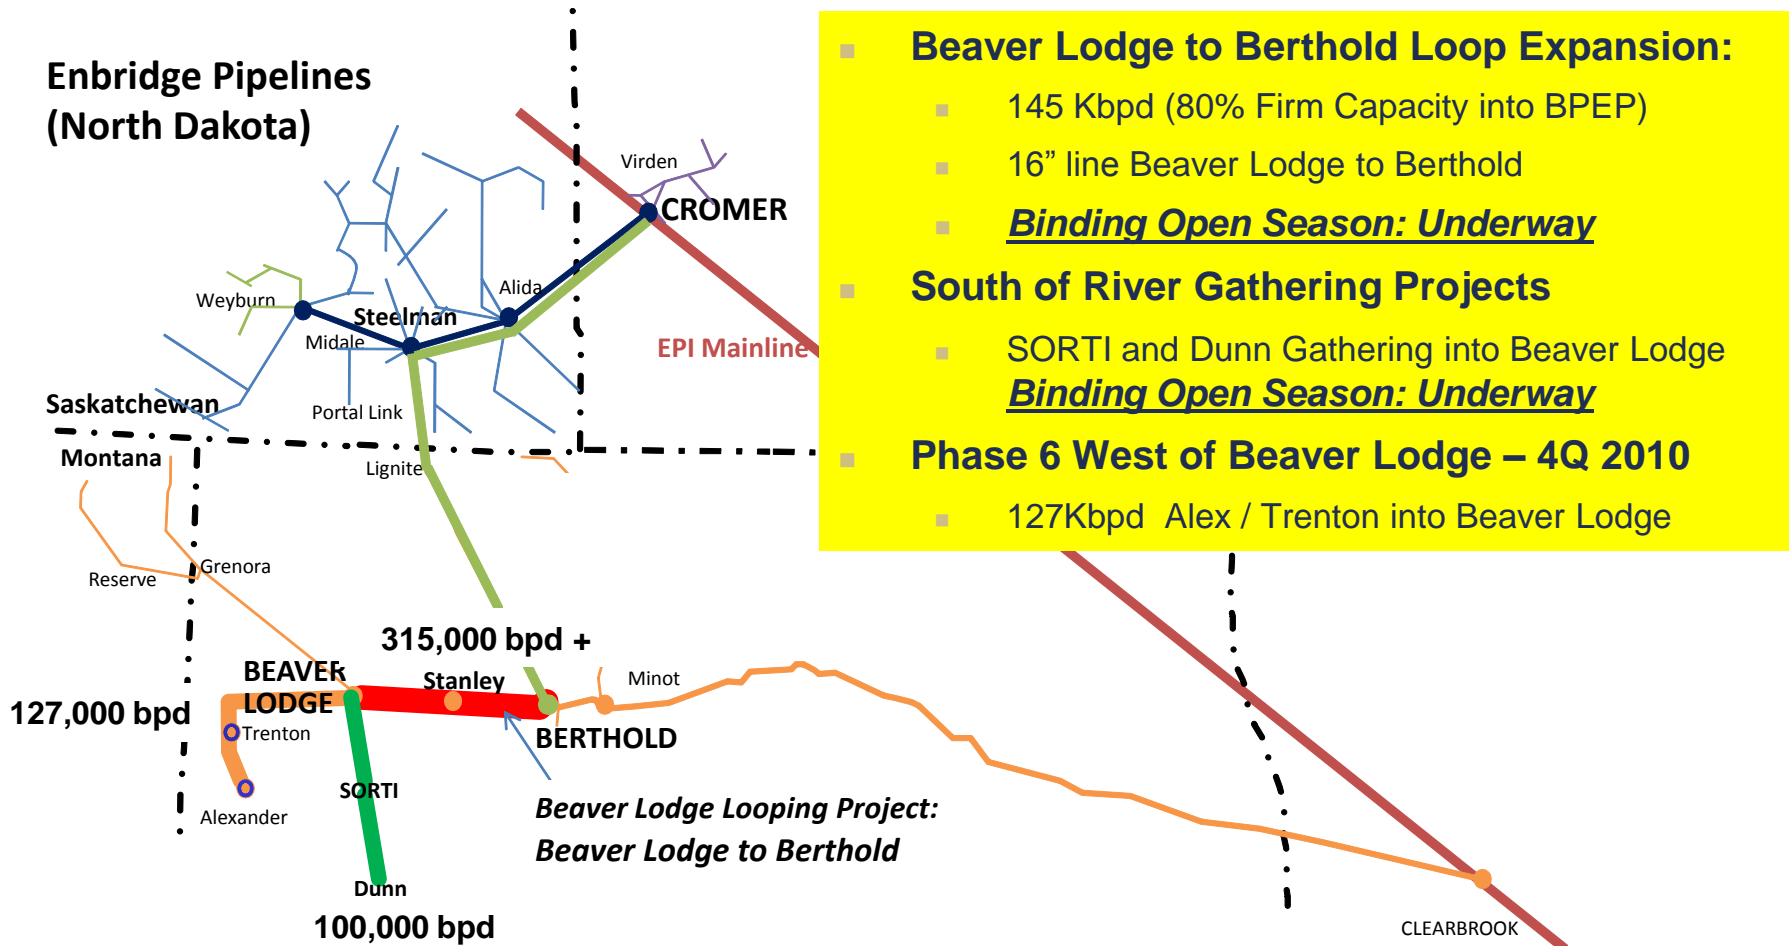 Enbridge Pipelines
(North Dakota)
Beaver Lodge to Berthold Loop Expansion:
145 Kbpd (80% Firm Capacity into BPEP)
16” line Beaver Lodge to Berthold
Binding Open Season: Underway
South of River Gathering Projects
SORTI and Dunn Gathering into Beaver Lodge
Binding Open Season: Underway
Phase 6 West of Beaver Lodge – 4Q 2010
127Kbpd Alex / Trenton into Beaver Lodge
Virden
CROMER
Weyburn
Alida
Steelman
Midale
EPI Mainline
Saskatchewan
Portal Link
Montana
Lignite
Reserve
Grenora
315,000 bpd +
BEAVER
LODGE
Stanley
Minot
127,000 bpd
Trenton
BERTHOLD
SORTI
Alexander
Beaver Lodge Looping Project:
Beaver Lodge to Berthold
Dunn
100,000 bpd
CLEARBROOK